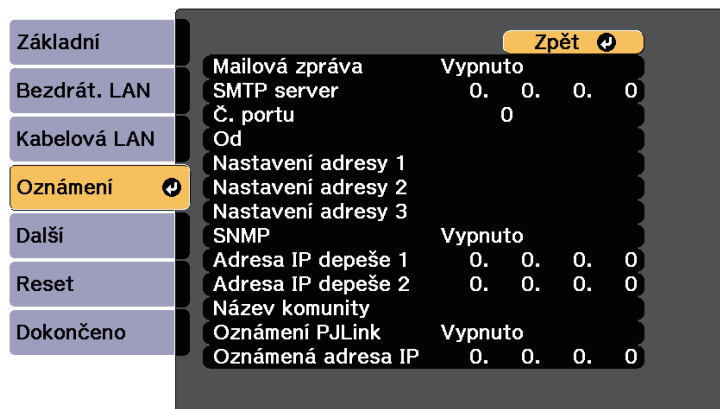 Základní
Bezdrát. LAN
Kabelová LAN
Oznámení
Další
Reset
Dokončeno
Zpět
Mailová zpráva Vypnuto
SMTP server 0. 0. 0. 0
Č. portu 0
Od
Nastavení adresy 1
Nastavení adresy 2
Nastavení adresy 3
SNMP Vypnuto
Adresa IP depeše 1 0. 0. 0. 0
Adresa IP depeše 2 0. 0. 0. 0
Název komunity
Oznámení PJLink Vypnuto
Oznámená adresa IP 0. 0. 0. 0